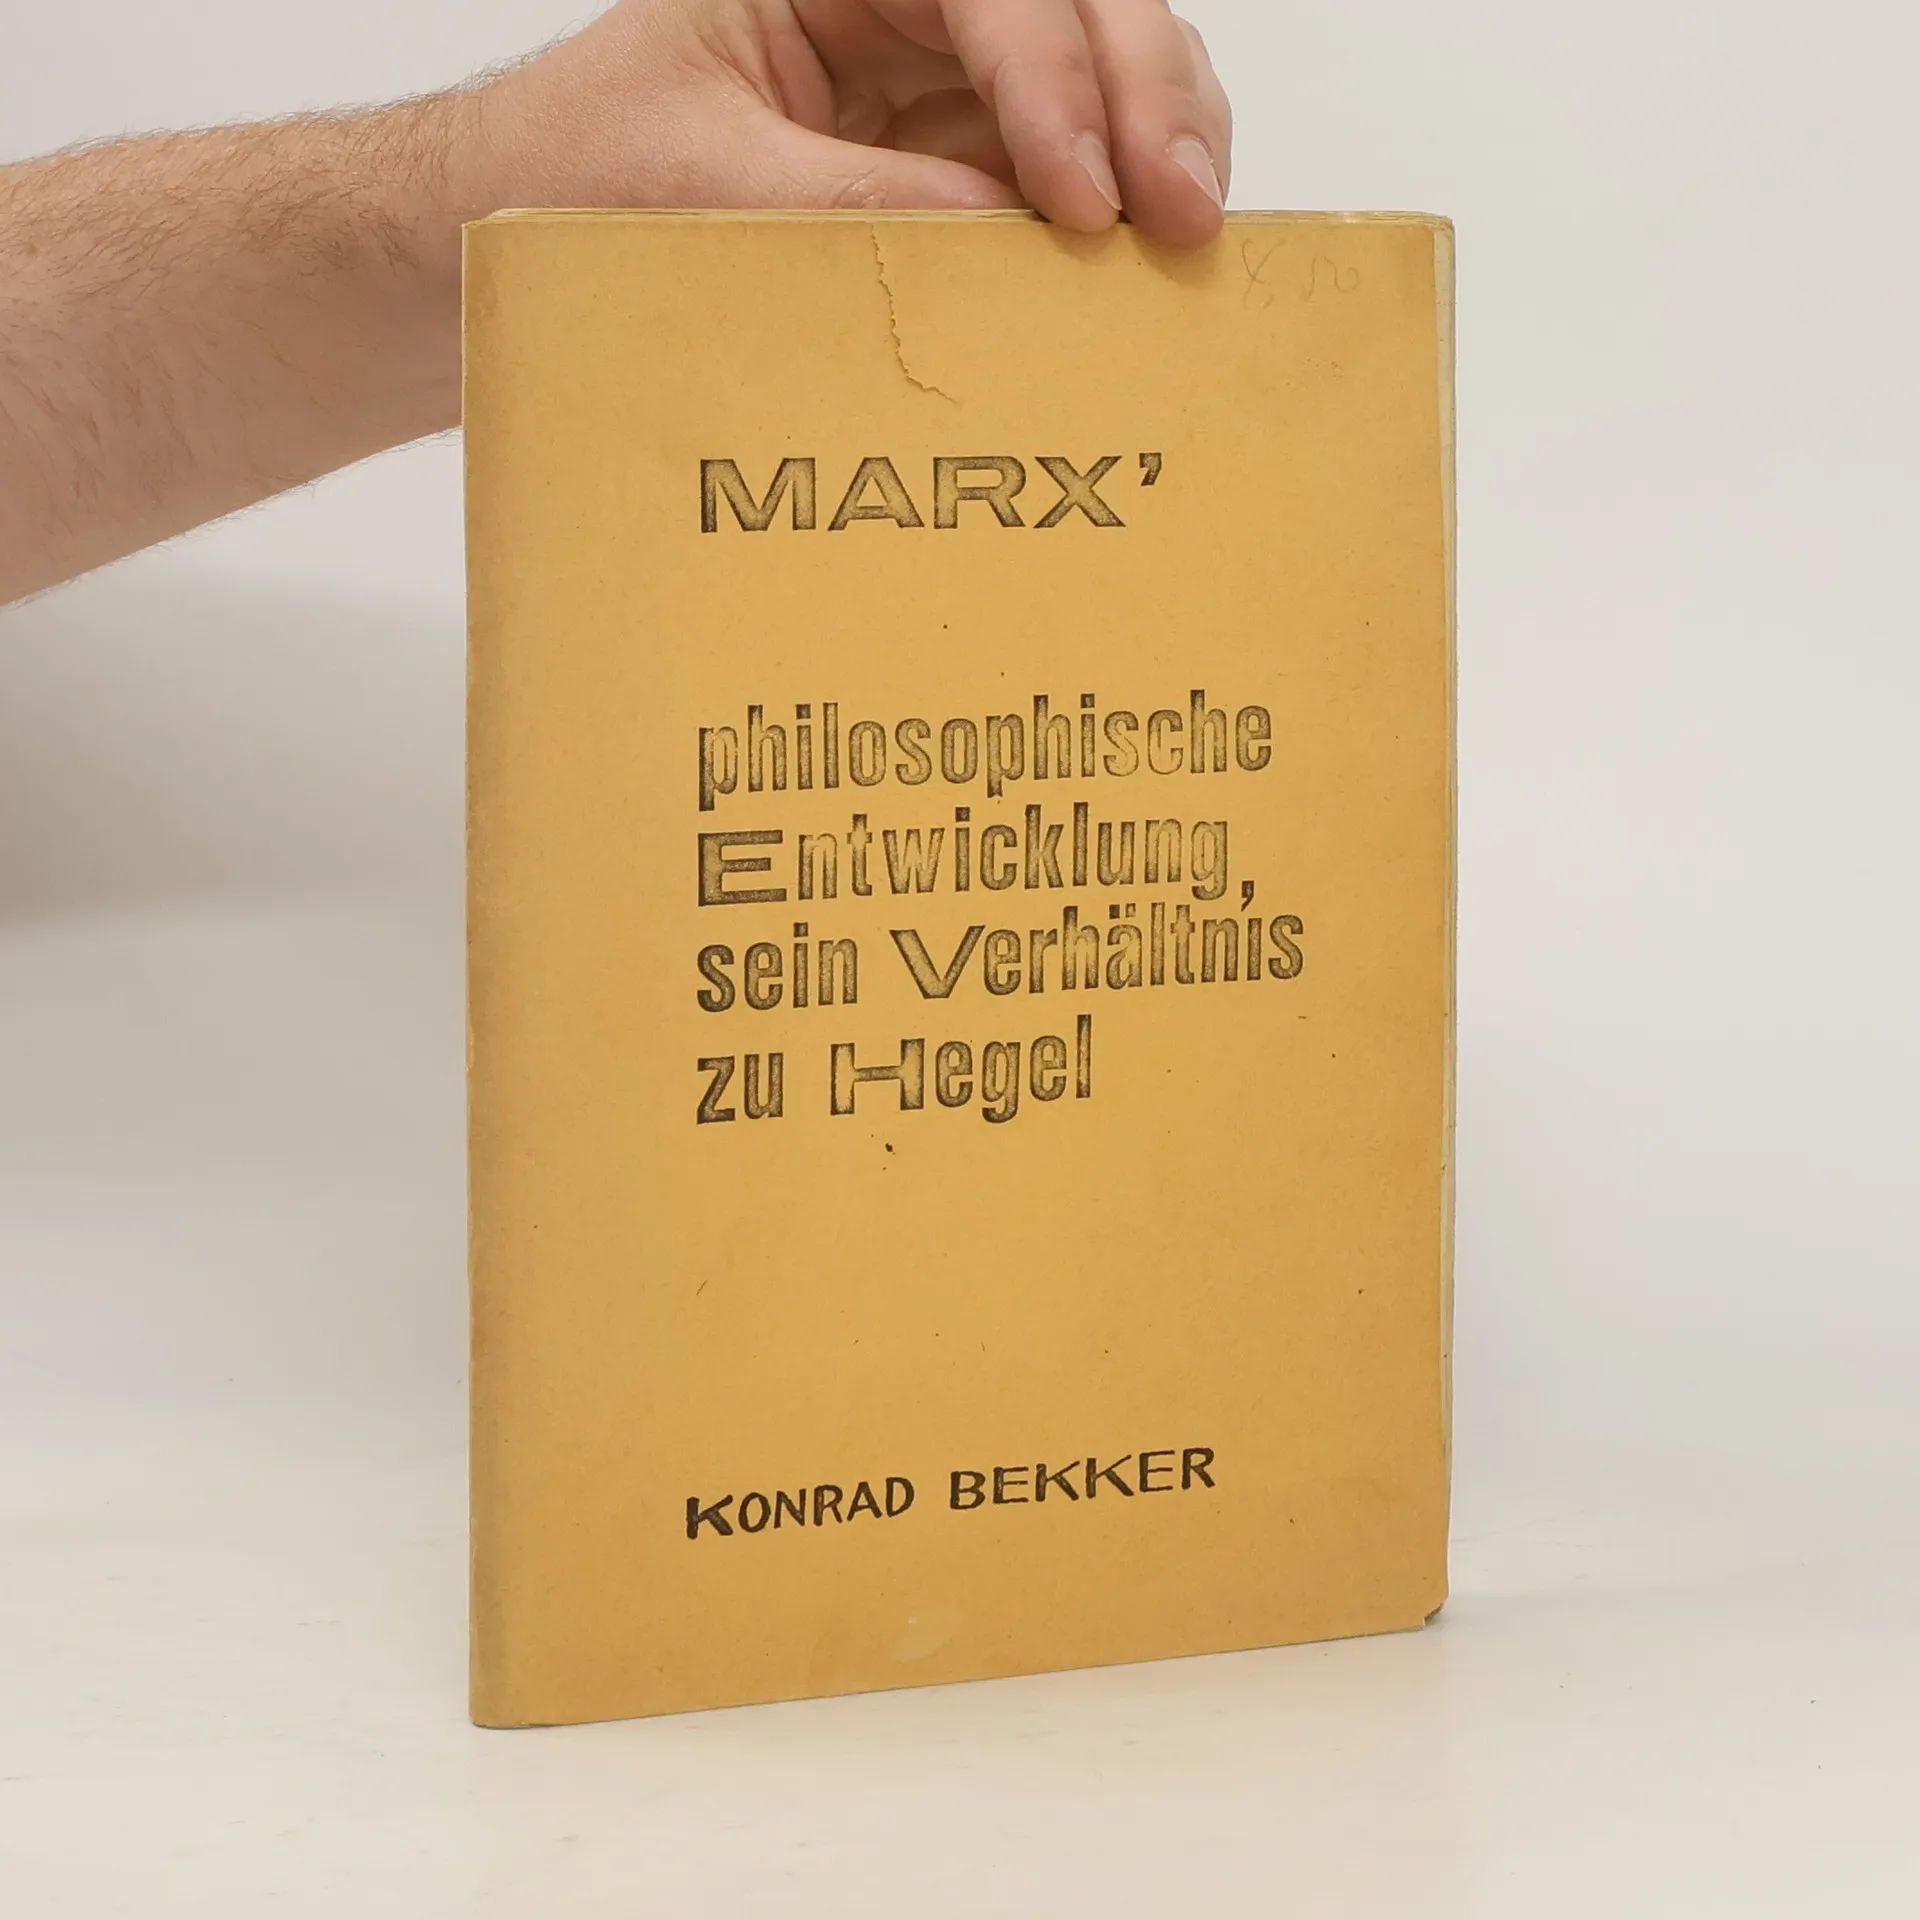 MARX’
philosophische
Entwicklung,
sein Verhältnis
zu Hegel
KONRAD BEKKER